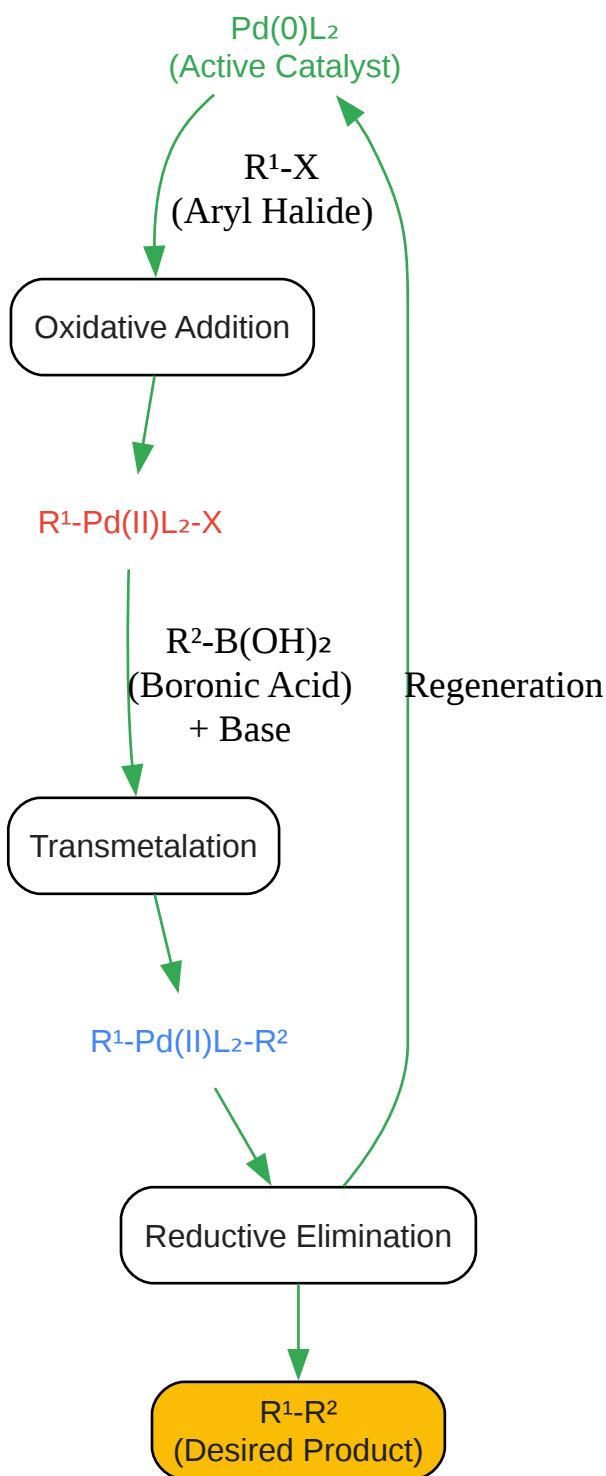 Pd(0)L₂
(Active Catalyst)
R¹-X
(Aryl Halide)
Oxidative Addition
R¹-Pd(II)L₂-X
R²-B(OH)₂
(Boronic Acid)
+ Base
Regeneration
Transmetalation
R¹-Pd(II)L₂-R²
Reductive Elimination
R¹-R²
(Desired Product)